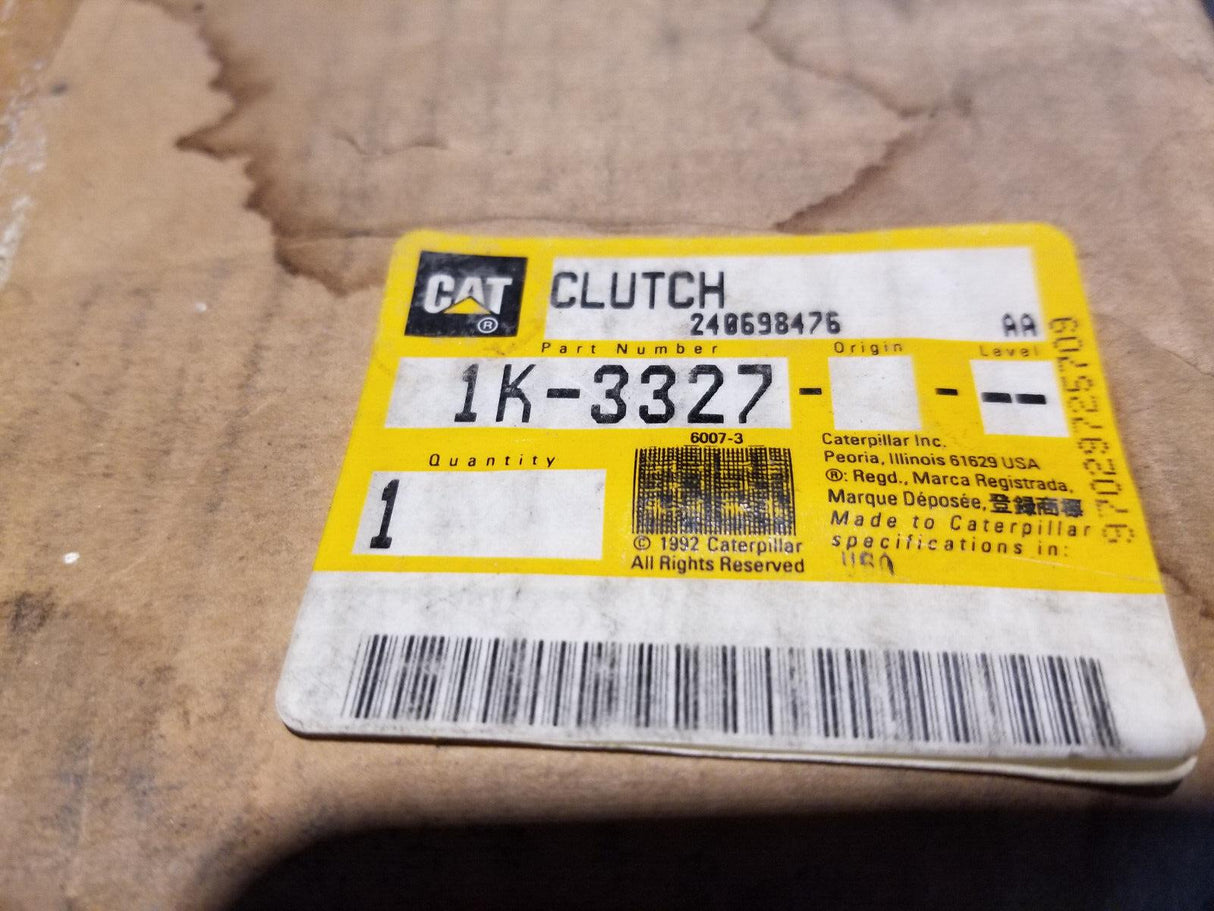 CAT
®
CLUTCH
240698476 AA
Part Number Origin Level
1K-3327 - - --
Quantity
1
6007-3
© 1992 Caterpillar
All Rights Reserved
Caterpillar Inc.
Peoria, Illinois 61629 USA
®: Regd., Marca Registrada,
Marque Déposée, 登録商標
Made to Caterpillar
specifications in:
USA
97029725709